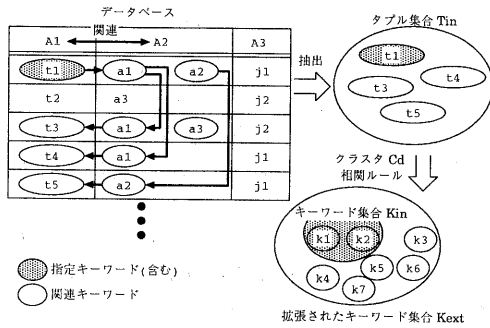 データベース
関連
A1 A2 A3
t1 a1 a2 j1
t2 a3 j2
t3 a1 a3 j2
t4 a1 j1
t5 a2 j1
指定キーワード(含む)
関連キーワード
抽出
タプル集合 Tin
t1
t4
t3
t5
クラスタ Cd
相関ルール
キーワード集合 Kin
k1 k2 k3
k5 k6
k4
k7
拡張されたキーワード集合 Kext